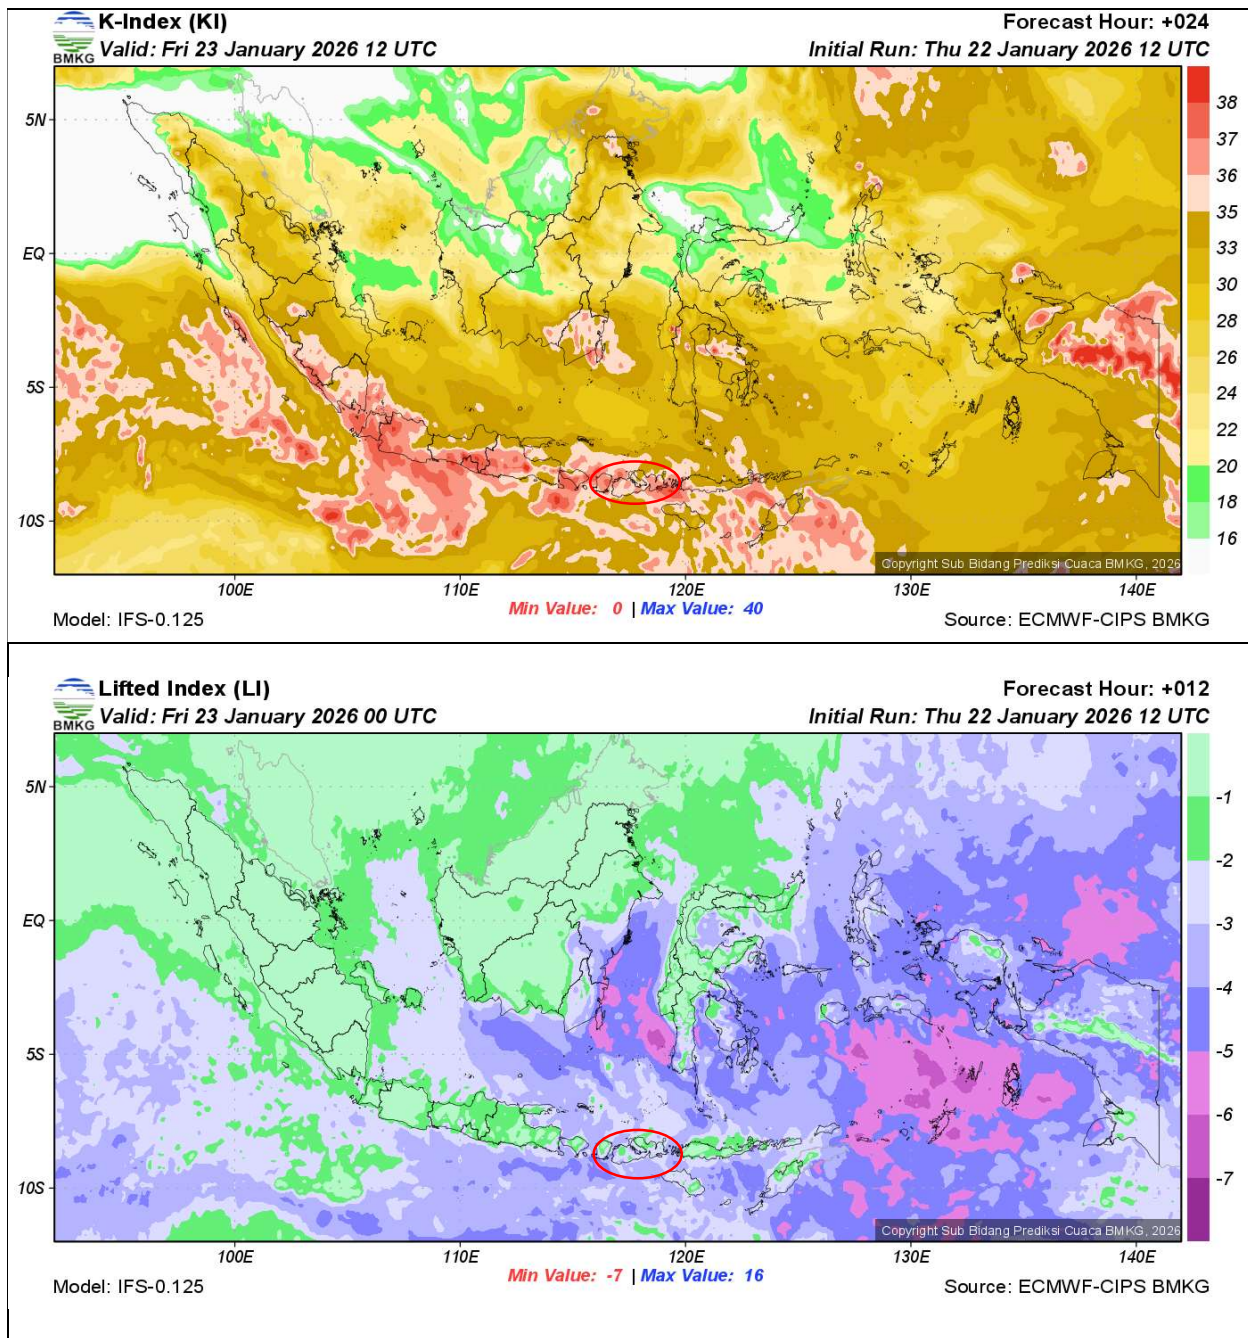 K-Index (KI)
Forecast Hour: +024
BMKG
Valid: Fri 23 January 2026 12 UTC
Initial Run: Thu 22 January 2026 12 UTC
5N
EQ
5S
10S
38
37
36
35
33
30
28
26
24
22
20
18
16
Copyright Sub Bidang Prediksi Cuaca BMKG, 2026
100E
110E
120E
130E
140E
Min Value: 0 | Max Value: 40
Model: IFS-0.125
Source: ECMWF-CIPS BMKG
Lifted Index (LI)
Forecast Hour: +012
BMKG
Valid: Fri 23 January 2026 00 UTC
Initial Run: Thu 22 January 2026 12 UTC
5N
EQ
5S
10S
-1
-2
-3
-4
-5
-6
-7
Copyright Sub Bidang Prediksi Cuaca BMKG, 2026
100E
110E
120E
130E
140E
Min Value: -7 | Max Value: 16
Model: IFS-0.125
Source: ECMWF-CIPS BMKG